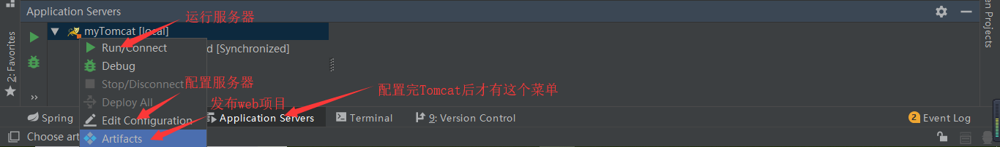 Application Servers
运行服务器
myTomcat [local]
Run/Connect
d [Synchronized]
Debug
Stop/Disconnect
配置服务器
Deploy All
发布web项目
配置完Tomcat后才有这个菜单
Edit Configuration
Artifacts
2: Favorites
en Projects
Spring
Application Servers
Terminal
9: Version Control
2 Event Log
Choose art